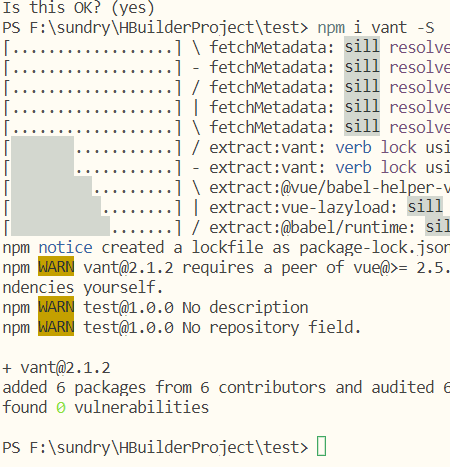 Is this OK? (yes)
PS F:\sundry\HBuilderProject\test> npm i vant -S
[..................] \ fetchMetadata: sill resolve
[..................] - fetchMetadata: sill resolve
[..................] / fetchMetadata: sill resolve
[..................] | fetchMetadata: sill resolve
[..................] \ fetchMetadata: sill resolve
[       ...........] / extract:vant: verb lock usi
[       ...........] - extract:vant: verb lock usi
[         .........] \ extract:@vue/babel-helper-v
[          ........] | extract:vue-lazyload: sill
[           .......] / extract:@babel/runtime: sil
npm notice created a lockfile as package-lock.json
npm WARN vant@2.1.2 requires a peer of vue@>= 2.5.
ndencies yourself.
npm WARN test@1.0.0 No description
npm WARN test@1.0.0 No repository field.
+ vant@2.1.2
added 6 packages from 6 contributors and audited 6
found 0 vulnerabilities
PS F:\sundry\HBuilderProject\test>